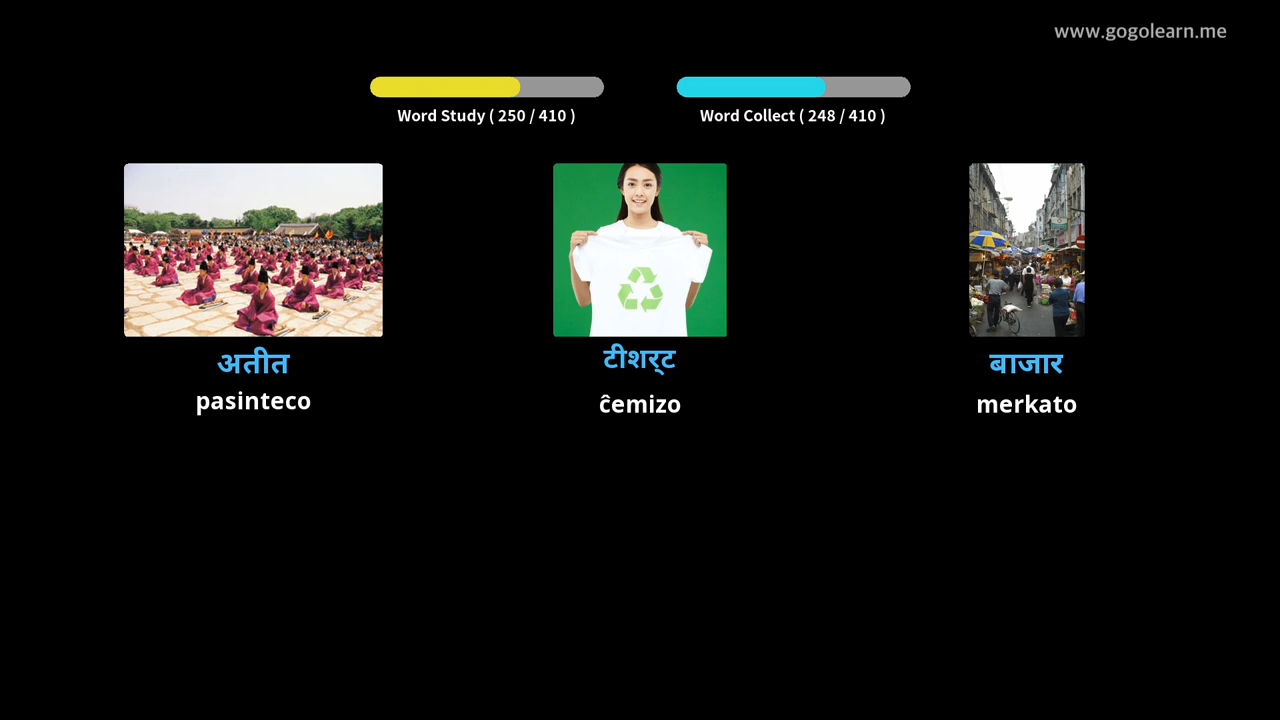 www.gogolearn.me
Word Study ( 250 / 410 )
Word Collect ( 248 / 410 )
अतीत
टीशर्ट
बाजार
pasinteco
ĉemizo
merkato